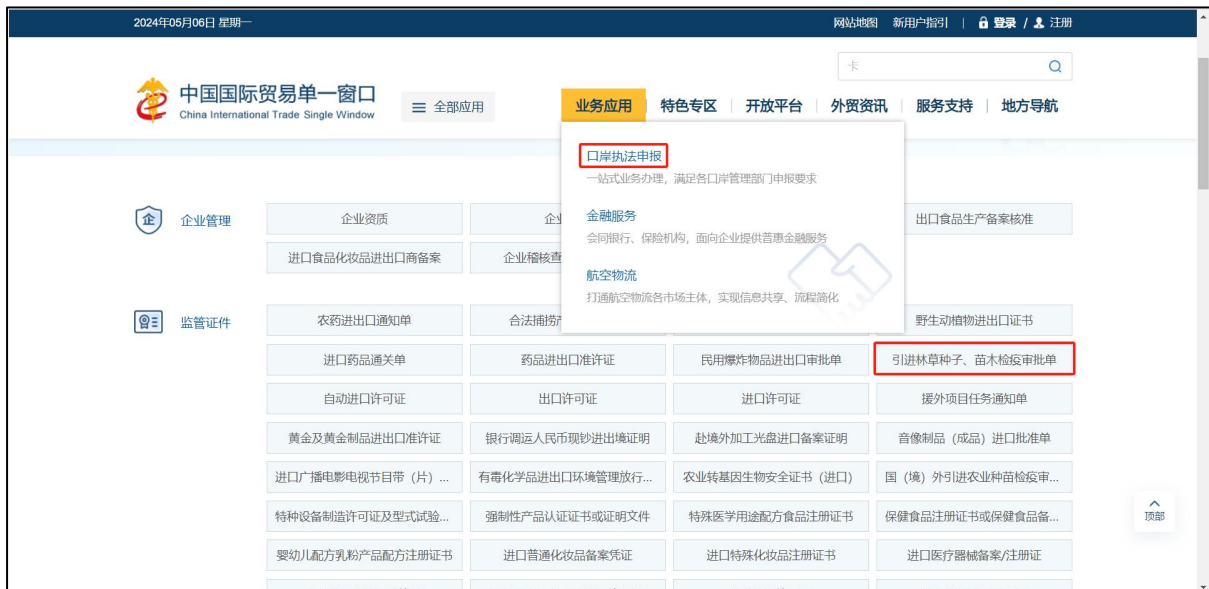 2024年05月06日 星期一
网站地图 新用户指引 | 登录 / 注册
卡
中国国际贸易单一窗口
China International Trade Single Window
全部应用
业务应用 特色专区 开放平台 外贸资讯 服务支持 地方导航
口岸执法申报
一站式业务办理，满足各口岸管理部门申报要求
金融服务
会同银行、保险机构，面向企业提供普惠金融服务
航空物流
打通航空物流各市场主体，实现信息共享、流程简化
企 企业管理
企业资质 企业 出口食品生产备案核准
进口食品化妆品进出口商备案 企业稽核查
监管证件
农药进出口通知单 合法捕捞产 野生动植物进出口证书
进口药品通关单 药品进出口准许证 民用爆炸物品进出口审批单 引进林草种子、苗木检疫审批单
自动进口许可证 出口许可证 进口许可证 援外项目任务通知单
黄金及黄金制品进出口准许证 银行调运人民币现钞进出境证明 赴境外加工光盘进口备案证明 音像制品（成品）进口批准单
进口广播电影电视节目带（片）... 有毒化学品进出口环境管理放行... 农业转基因生物安全证书（进口） 国（境）外引进农业种苗检疫审...
特种设备制造许可证及型式试验... 强制性产品认证证书或证明文件 特殊医学用途配方食品注册证书 保健食品注册证书或保健食品备...
婴幼儿配方乳粉产品配方注册证书 进口普通化妆品备案凭证 进口特殊化妆品注册证书 进口医疗器械备案/注册证
顶部